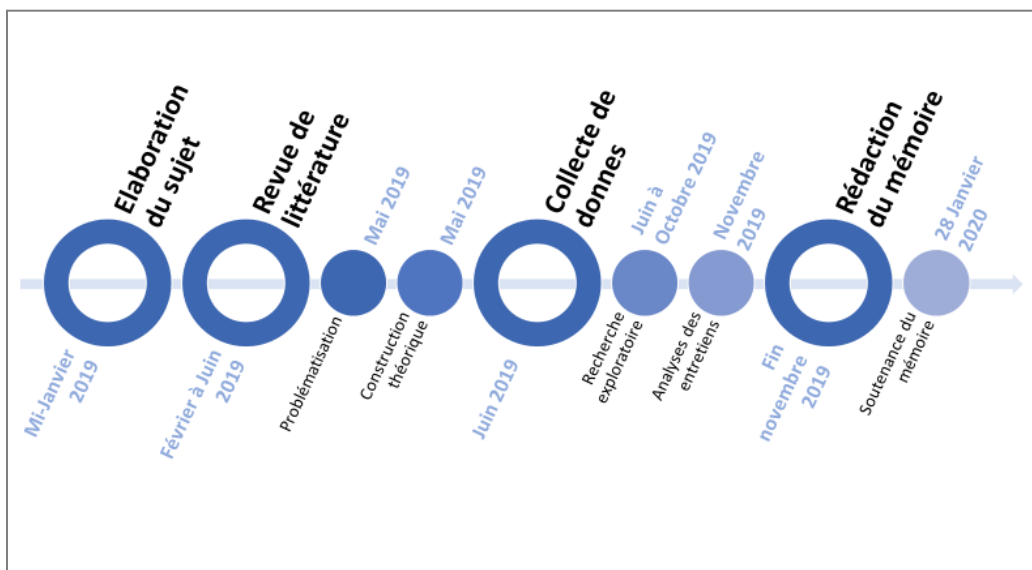 Elaboration
du sujet
Mi-Janvier
2019
Revue de
littérature
Février à Juin
2019
Mai 2019
Problématisation
Mai 2019
Construction
théorique
Collecte de
donnes
Juin 2019
Juin à
Octobre 2019
Recherche
exploratoire
Novembre
2019
Analyses des
entretiens
Rédaction
du mémoire
Fin
novembre
2019
28 Janvier
2020
Soutenance du
mémoire